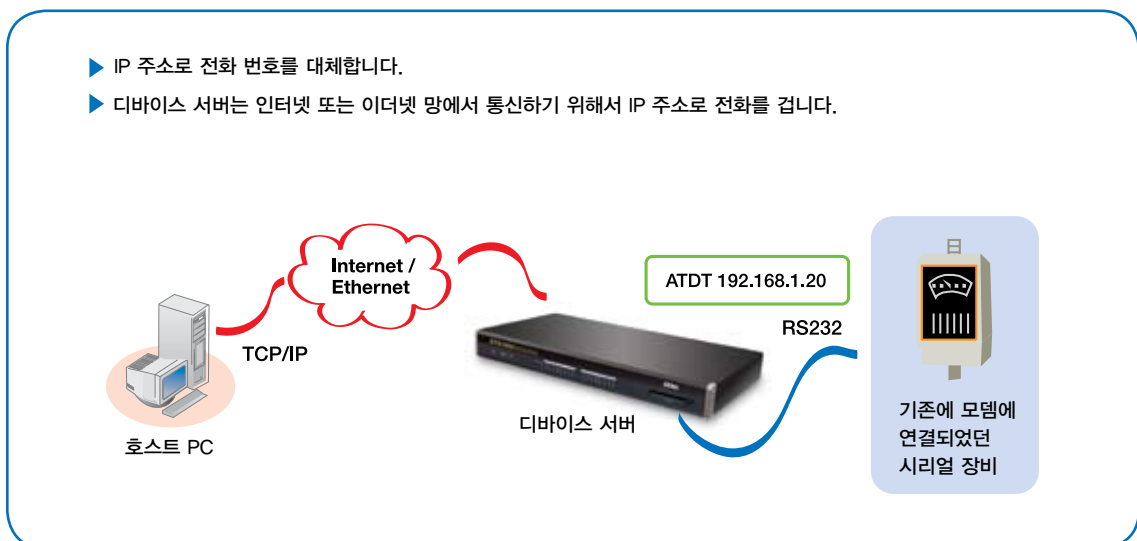 IP 주소로 전화 번호를 대체합니다.
디바이스 서버는 인터넷 또는 이더넷 망에서 통신하기 위해서 IP 주소로 전화를 겁니다.
Internet /
Ethernet
ATDT 192.168.1.20
RS232
TCP/IP
디바이스 서버
호스트 PC
기존에 모뎀에
연결되었던
시리얼 장비